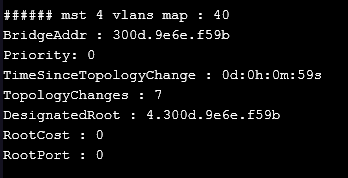 ###### mst 4 vlans map : 40
BridgeAddr : 300d.9e6e.f59b
Priority: 0
TimeSinceTopologyChange : 0d:0h:0m:59s
TopologyChanges : 7
DesignatedRoot : 4.300d.9e6e.f59b
RootCost : 0
RootPort : 0